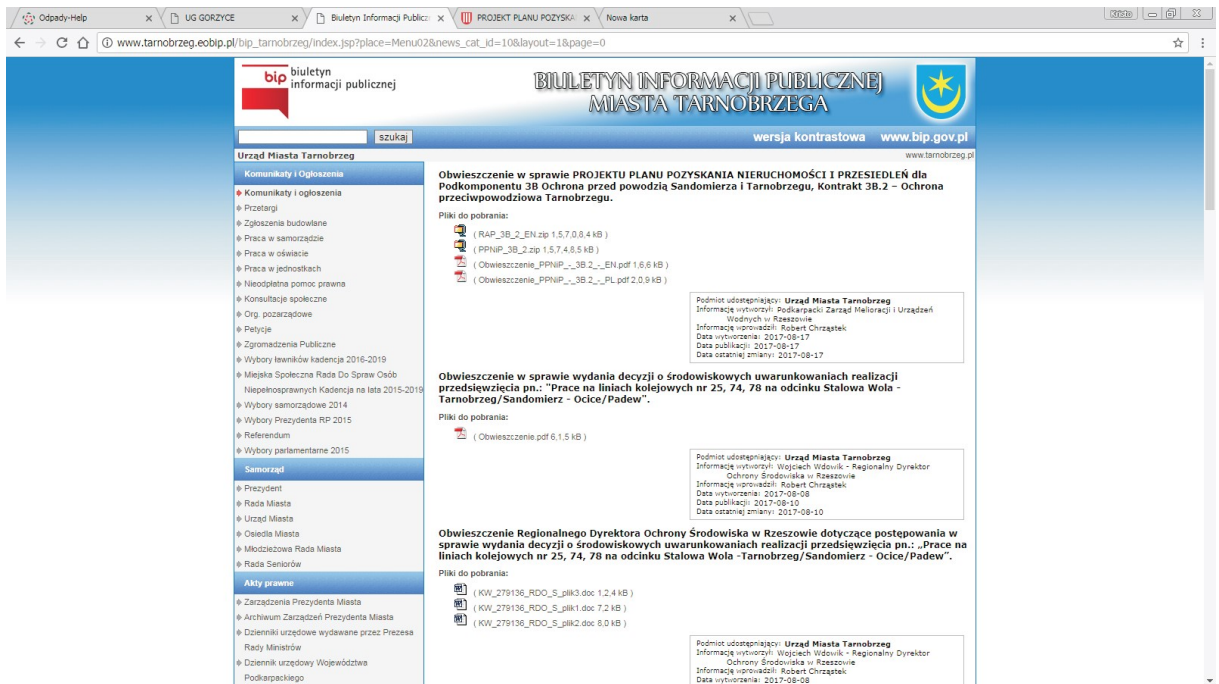 Odpady-Help
UG GORZYCE
Biuletyn Informacji Publicz
PROJEKT PLANU POZYSKA
Nowa karta
www.tarnobrzeg.eobip.pl/bip_tarnobrzeg/index.jsp?place=Menu02&news_cat_id=10&layout=1&page=0
bip biuletyn
informacji publicznej
BIULETYN INFORMACJI PUBLICZNEJ
MIASTA TARNOBRZEGA
szukaj
wersja kontrastowa www.bip.gov.pl
Urząd Miasta Tarnobrzeg
www.tarnobrzeg.pl
Komunikaty i Ogłoszenia
Komunikaty i ogłoszenia
Przetargi
Zgłoszenia budowlane
Praca w samorządzie
Praca w oświacie
Praca w jednostkach
Nieodpłatna pomoc prawna
Konsultacje społeczne
Org. pozarządowe
Petycje
Zgromadzenia Publiczne
Wybory ławników kadencja 2016-2019
Miejska Społeczna Rada Do Spraw Osób
Niepełnosprawnych Kadencja na lata 2015-2019
Wybory samorządowe 2014
Wybory Prezydenta RP 2015
Referendum
Wybory parlamentarne 2015
Samorząd
Prezydent
Rada Miasta
Urząd Miasta
Osiedla Miasta
Młodzieżowa Rada Miasta
Rada Seniorów
Akty prawne
Zarządzenia Prezydenta Miasta
Archiwum Zarządzeń Prezydenta Miasta
Dzienniki urzędowe wydawane przez Prezesa
Rady Ministrów
Dziennik urzędowy Województwa
Podkarpackiego
Obwieszczenie w sprawie PROJEKTU PLANU POZYSKANIA NIERUCHOMOŚCI I PRZESIEDLEŃ dla
Podkomponentu 3B Ochrona przed powodzią Sandomierza i Tarnobrzegu, Kontrakt 3B.2 – Ochrona
przeciwpowodziowa Tarnobrzegu.
Pliki do pobrania:
( RAP_3B_2_EN.zip 1,5,7,0,8,4 kB )
( PPNiP_3B_2.zip 1,5,7,4,8,5 kB )
( Obwieszczenie_PPNiP_-_3B.2_-_EN.pdf 1,6,6 kB )
( Obwieszczenie_PPNiP_-_3B.2_-_PL.pdf 2,0,9 kB )
Podmiot udostępniający: Urząd Miasta Tarnobrzeg
Informację wytworzył: Podkarpacki Zarząd Melioracji i Urządzeń
Wodnych w Rzeszowie
Informację wprowadził: Robert Chrząstek
Data wytworzenia: 2017-08-17
Data publikacji: 2017-08-17
Data ostatniej zmiany: 2017-08-17
Obwieszczenie w sprawie wydania decyzji o środowiskowych uwarunkowaniach realizacji
przedsięwzięcia pn.: "Prace na liniach kolejowych nr 25, 74, 78 na odcinku Stalowa Wola -
Tarnobrzeg/Sandomierz - Ocice/Padew".
Pliki do pobrania:
( Obwieszczenie.pdf 6,1,5 kB )
Podmiot udostępniający: Urząd Miasta Tarnobrzeg
Informację wytworzył: Wojciech Wdowik - Regionalny Dyrektor
Ochrony Środowiska w Rzeszowie
Informację wprowadził: Robert Chrząstek
Data wytworzenia: 2017-08-08
Data publikacji: 2017-08-10
Data ostatniej zmiany: 2017-08-10
Obwieszczenie Regionalnego Dyrektora Ochrony Środowiska w Rzeszowie dotyczące postępowania w
sprawie wydania decyzji o środowiskowych uwarunkowaniach realizacji przedsięwzięcia pn.: „Prace na
liniach kolejowych nr 25, 74, 78 na odcinku Stalowa Wola -Tarnobrzeg/Sandomierz - Ocice/Padew”.
Pliki do pobrania:
( KW_279136_RDO_S_plik3.doc 1,2,4 kB )
( KW_279136_RDO_S_plik1.doc 7,2 kB )
( KW_279136_RDO_S_plik2.doc 8,0 kB )
Podmiot udostępniający: Urząd Miasta Tarnobrzeg
Informację wytworzył: Wojciech Wdowik - Regionalny Dyrektor
Ochrony Środowiska w Rzeszowie
Informację wprowadził: Robert Chrząstek
Data wytworzenia: 2017-08-08